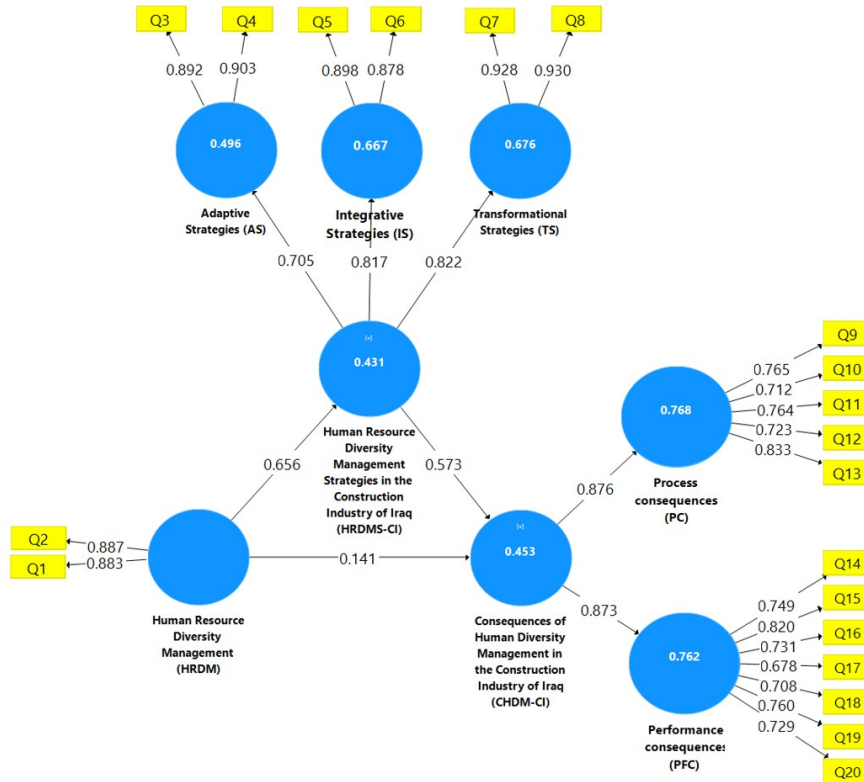 Q3
Q4
Q5
Q6
Q7
Q8
0.892
0.903
0.898
0.878
0.928
0.930
0.496
0.667
0.676
Adaptive
Strategies (AS)
Integrative
Strategies (IS)
Transformational
Strategies (TS)
0.705
0.817
0.822
[+]
0.431
Human Resource
Diversity
Management
Strategies in the
Construction
Industry of Iraq
(HRDMS-CI)
0.656
0.573
Q9
Q10
Q11
Q12
Q13
0.765
0.712
0.764
0.723
0.833
0.768
Process
consequences
(PC)
0.876
Q2
Q1
0.887
0.883
Human Resource
Diversity
Management
(HRDM)
0.141
[+]
0.453
Consequences of
Human Diversity
Management in
the Construction
Industry of Iraq
(CHDM-CI)
0.873
Q14
Q15
Q16
Q17
Q18
Q19
Q20
0.749
0.820
0.731
0.678
0.708
0.760
0.729
0.762
Performance
consequences
(PFC)